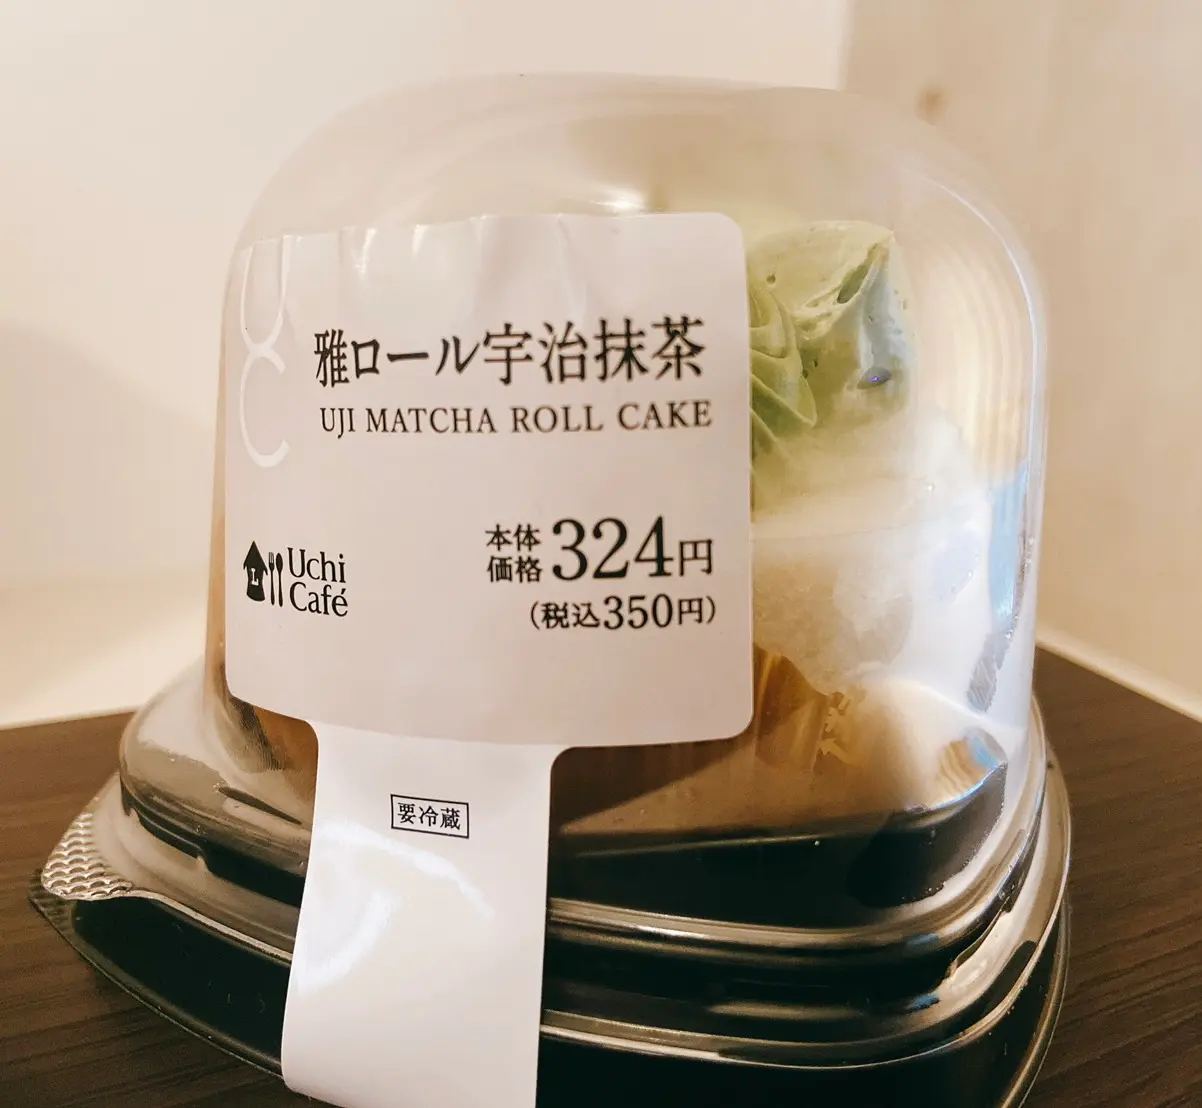 UC
雅ロール宇治抹茶
UJI MATCHA ROLL CAKE
本体
価格 324円
(税込350円)
L
Uchi
Café
要冷蔵